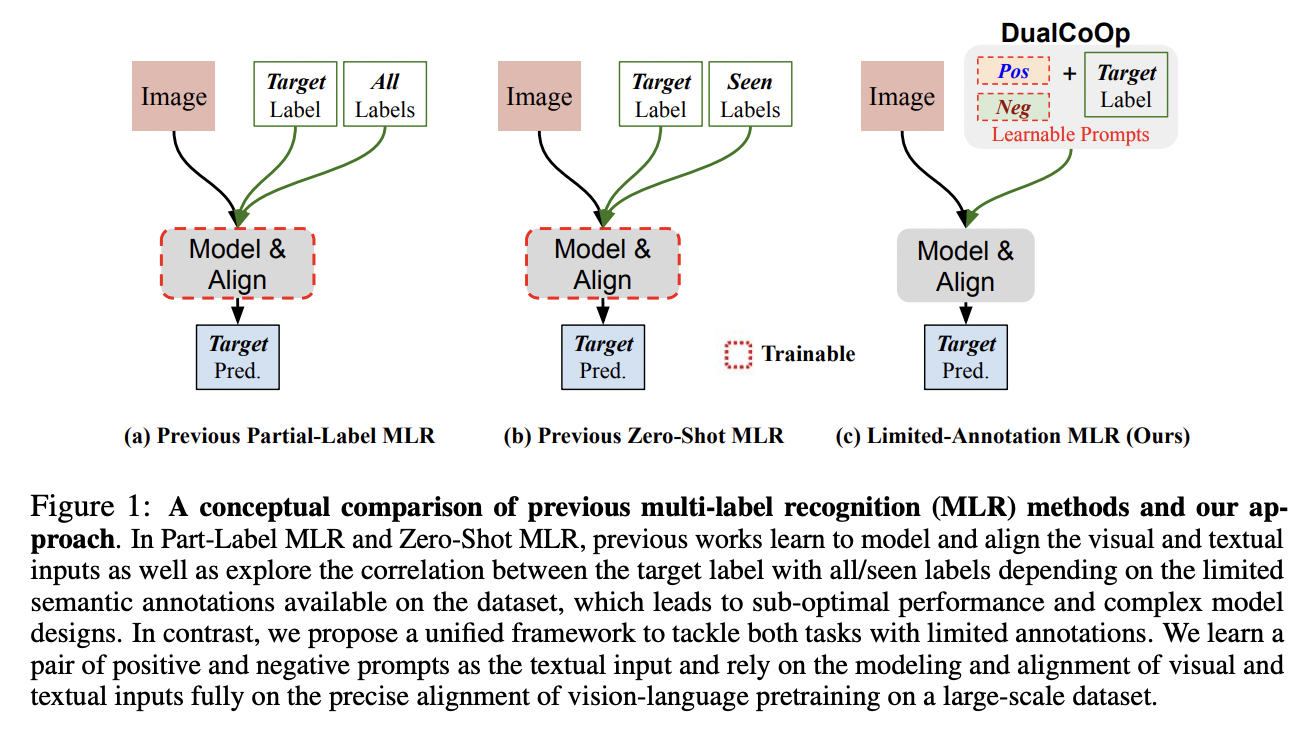 DualCoOp
Image
Target
Label
All
Labels
Model &
Align
Target
Pred.
(a) Previous Partial-Label MLR
Image
Target
Label
Seen
Labels
Model &
Align
Target
Pred.
(b) Previous Zero-Shot MLR
Trainable
Image
Pos
Neg
+
Target
Label
Learnable Prompts
Model &
Align
Target
Pred.
(c) Limited-Annotation MLR (Ours)
Figure 1: A conceptual comparison of previous multi-label recognition (MLR) methods and our ap-
proach. In Part-Label MLR and Zero-Shot MLR, previous works learn to model and align the visual and textual
inputs as well as explore the correlation between the target label with all/seen labels depending on the limited
semantic annotations available on the dataset, which leads to sub-optimal performance and complex model
designs. In contrast, we propose a unified framework to tackle both tasks with limited annotations. We learn a
pair of positive and negative prompts as the textual input and rely on the modeling and alignment of visual and
textual inputs fully on the precise alignment of vision-language pretraining on a large-scale dataset.